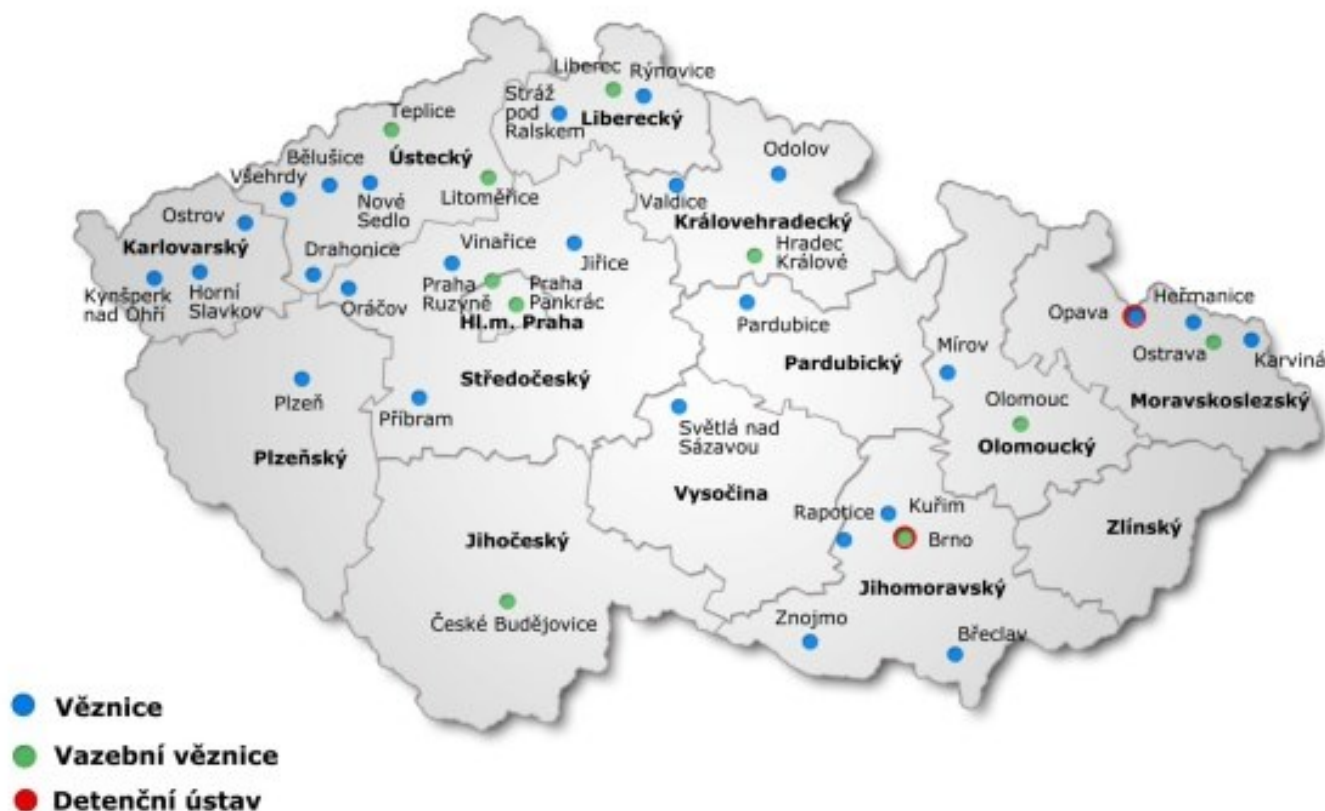 Liberec
Rýnovice
Stráž
pod
Ralskem
Liberecký
Teplice
Ústecký
Bělušice
Všehrdy
Nové
Sedlo
Litoměřice
Odolov
Valdice
Královehradecký
Hradec
Králové
Ostrov
Karlovarský
Kynšperk
nad Ohří
Horní
Slavkov
Drahonice
Oráčov
Vinařice
Jiřice
Praha
Ruzýně
Praha
Pankrác
Hl.m. Praha
Středočeský
Příbram
Pardubice
Pardubický
Opava
Heřmanice
Ostrava
Karviná
Moravskoslezský
Mírov
Olomouc
Olomoucký
Plzeň
Plzeňský
Světlá nad
Sázavou
Vysočina
Rapotice
Kuřim
Brno
Jihomoravský
Zlínský
Jihočeský
České Budějovice
Znojmo
Břeclav
Věznice
Vazební věznice
Detenční ústav